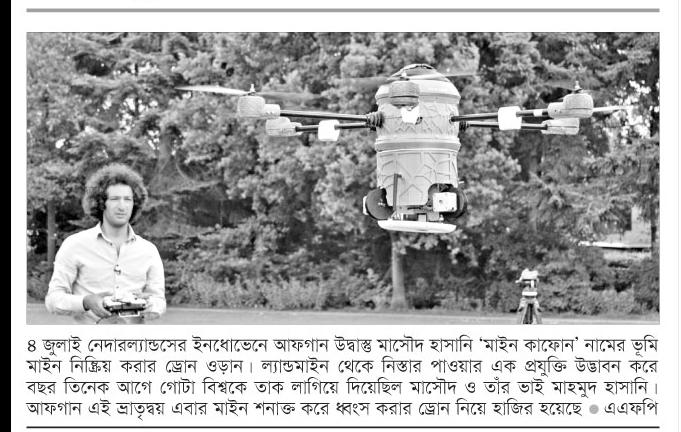 ৪ জুলাই নেদারল্যান্ডসের ইনধোভেনে আফগান উদ্বাস্তু মাসৌদ হাসানি ‘মাইন কাফোন’ নামের ভূমি
মাইন নিষ্ক্রিয় করার ড্রোন ওড়ান। ল্যান্ডমাইন থেকে নিস্তার পাওয়ার এক প্রযুক্তি উদ্ভাবন করে
বছর তিনেক আগে গোটা বিশ্বকে তাক লাগিয়ে দিয়েছিল মাসৌদ ও তাঁর ভাই মাহমুদ হাসানি।
আফগান এই ভ্রাতৃদ্বয় এবার মাইন শনাক্ত করে ধ্বংস করার ড্রোন নিয়ে হাজির হয়েছে ● এএফপি